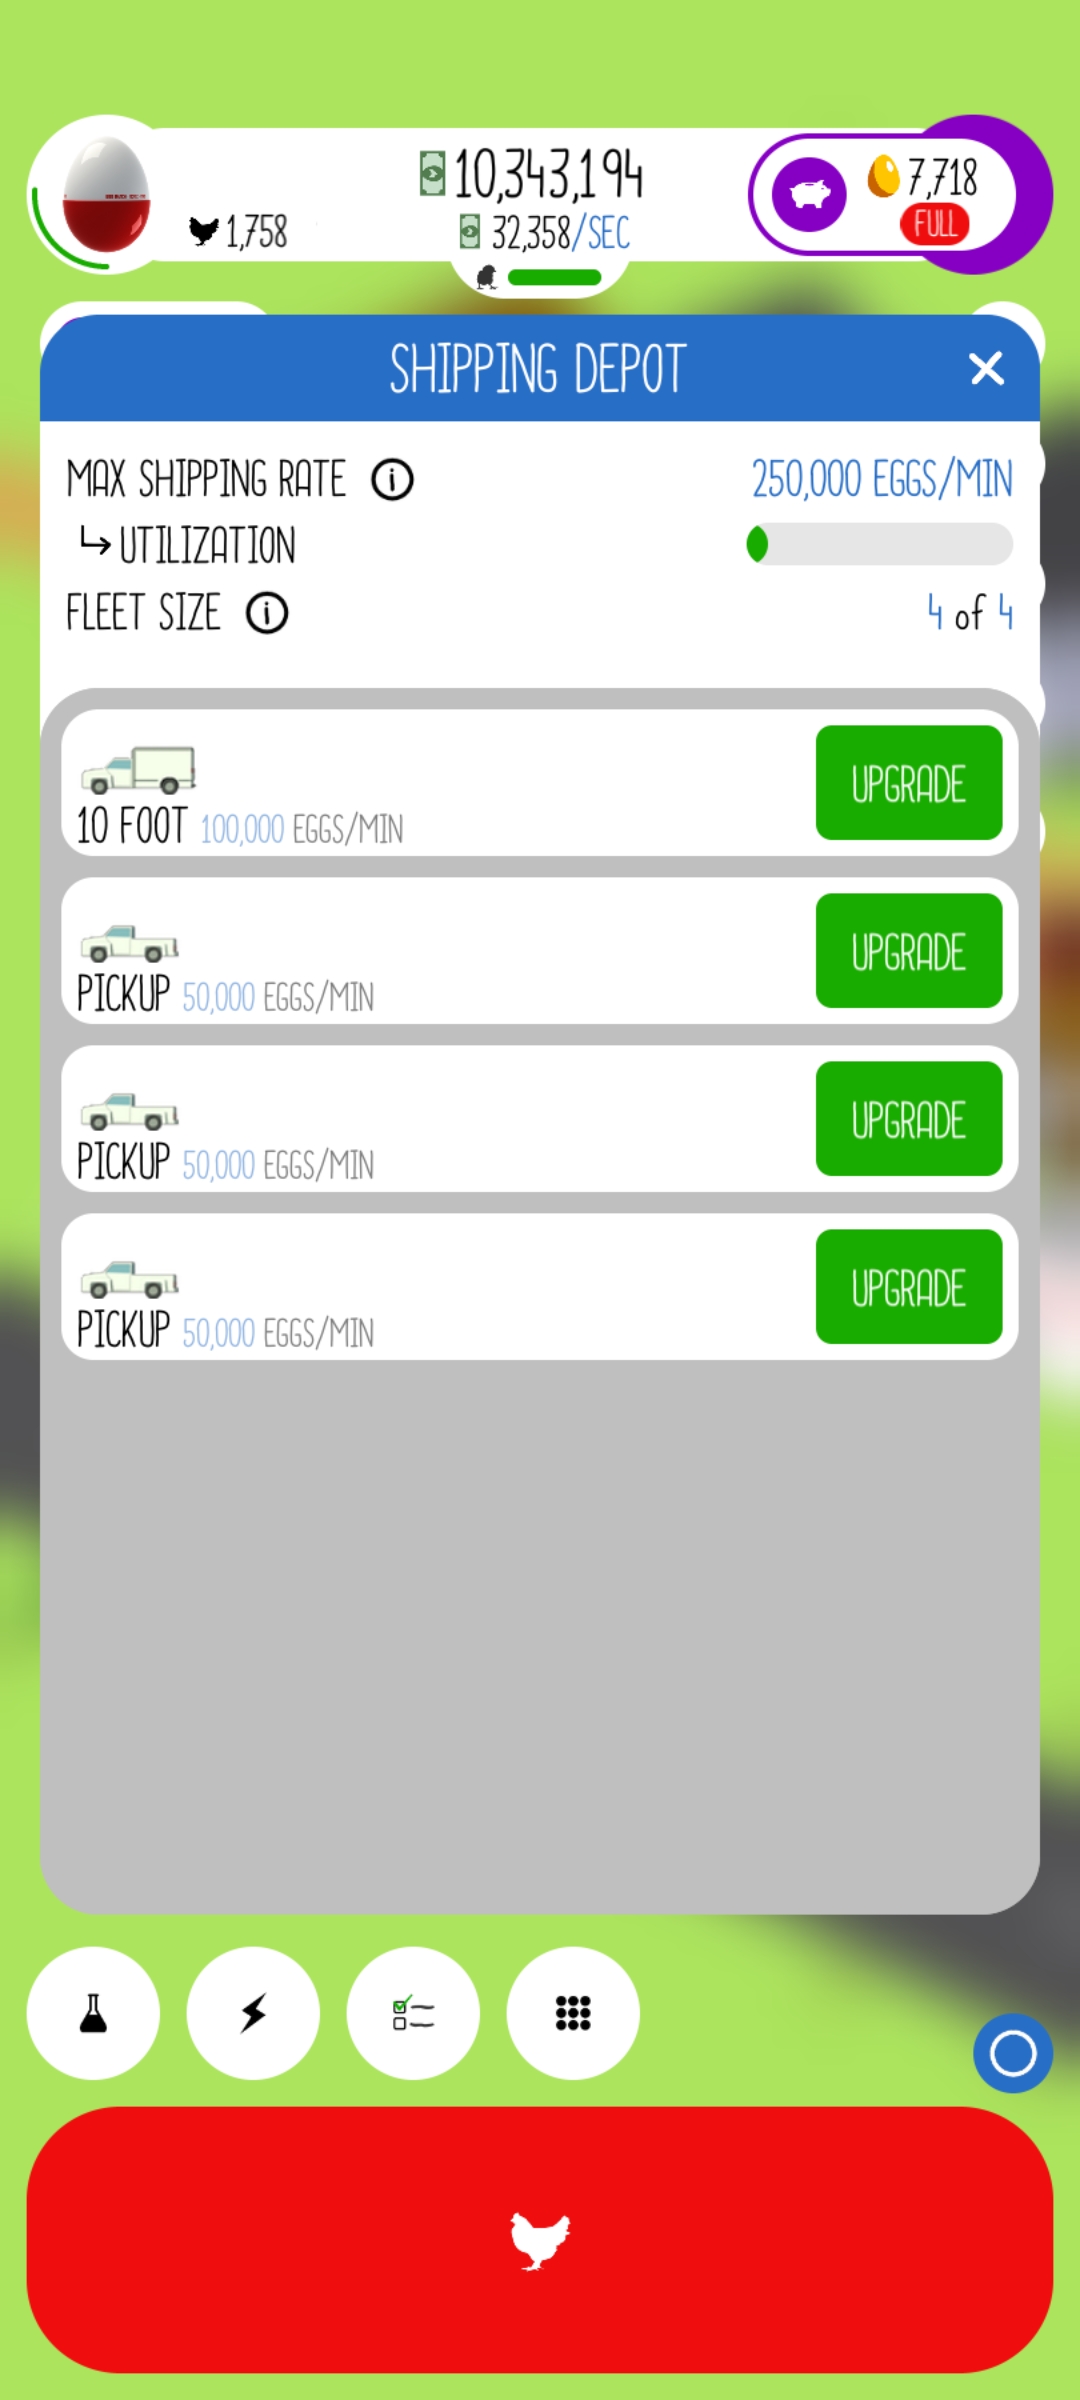 10,343,194
7,718
1,758
32,358/SEC
FULL
SHIPPING DEPOT
MAX SHIPPING RATE
250,000 EGGS/MIN
UTILIZATION
FLEET SIZE
4 of 4
10 FOOT 100,000 EGGS/MIN
UPGRADE
PICKUP 50,000 EGGS/MIN
UPGRADE
PICKUP 50,000 EGGS/MIN
UPGRADE
PICKUP 50,000 EGGS/MIN
UPGRADE